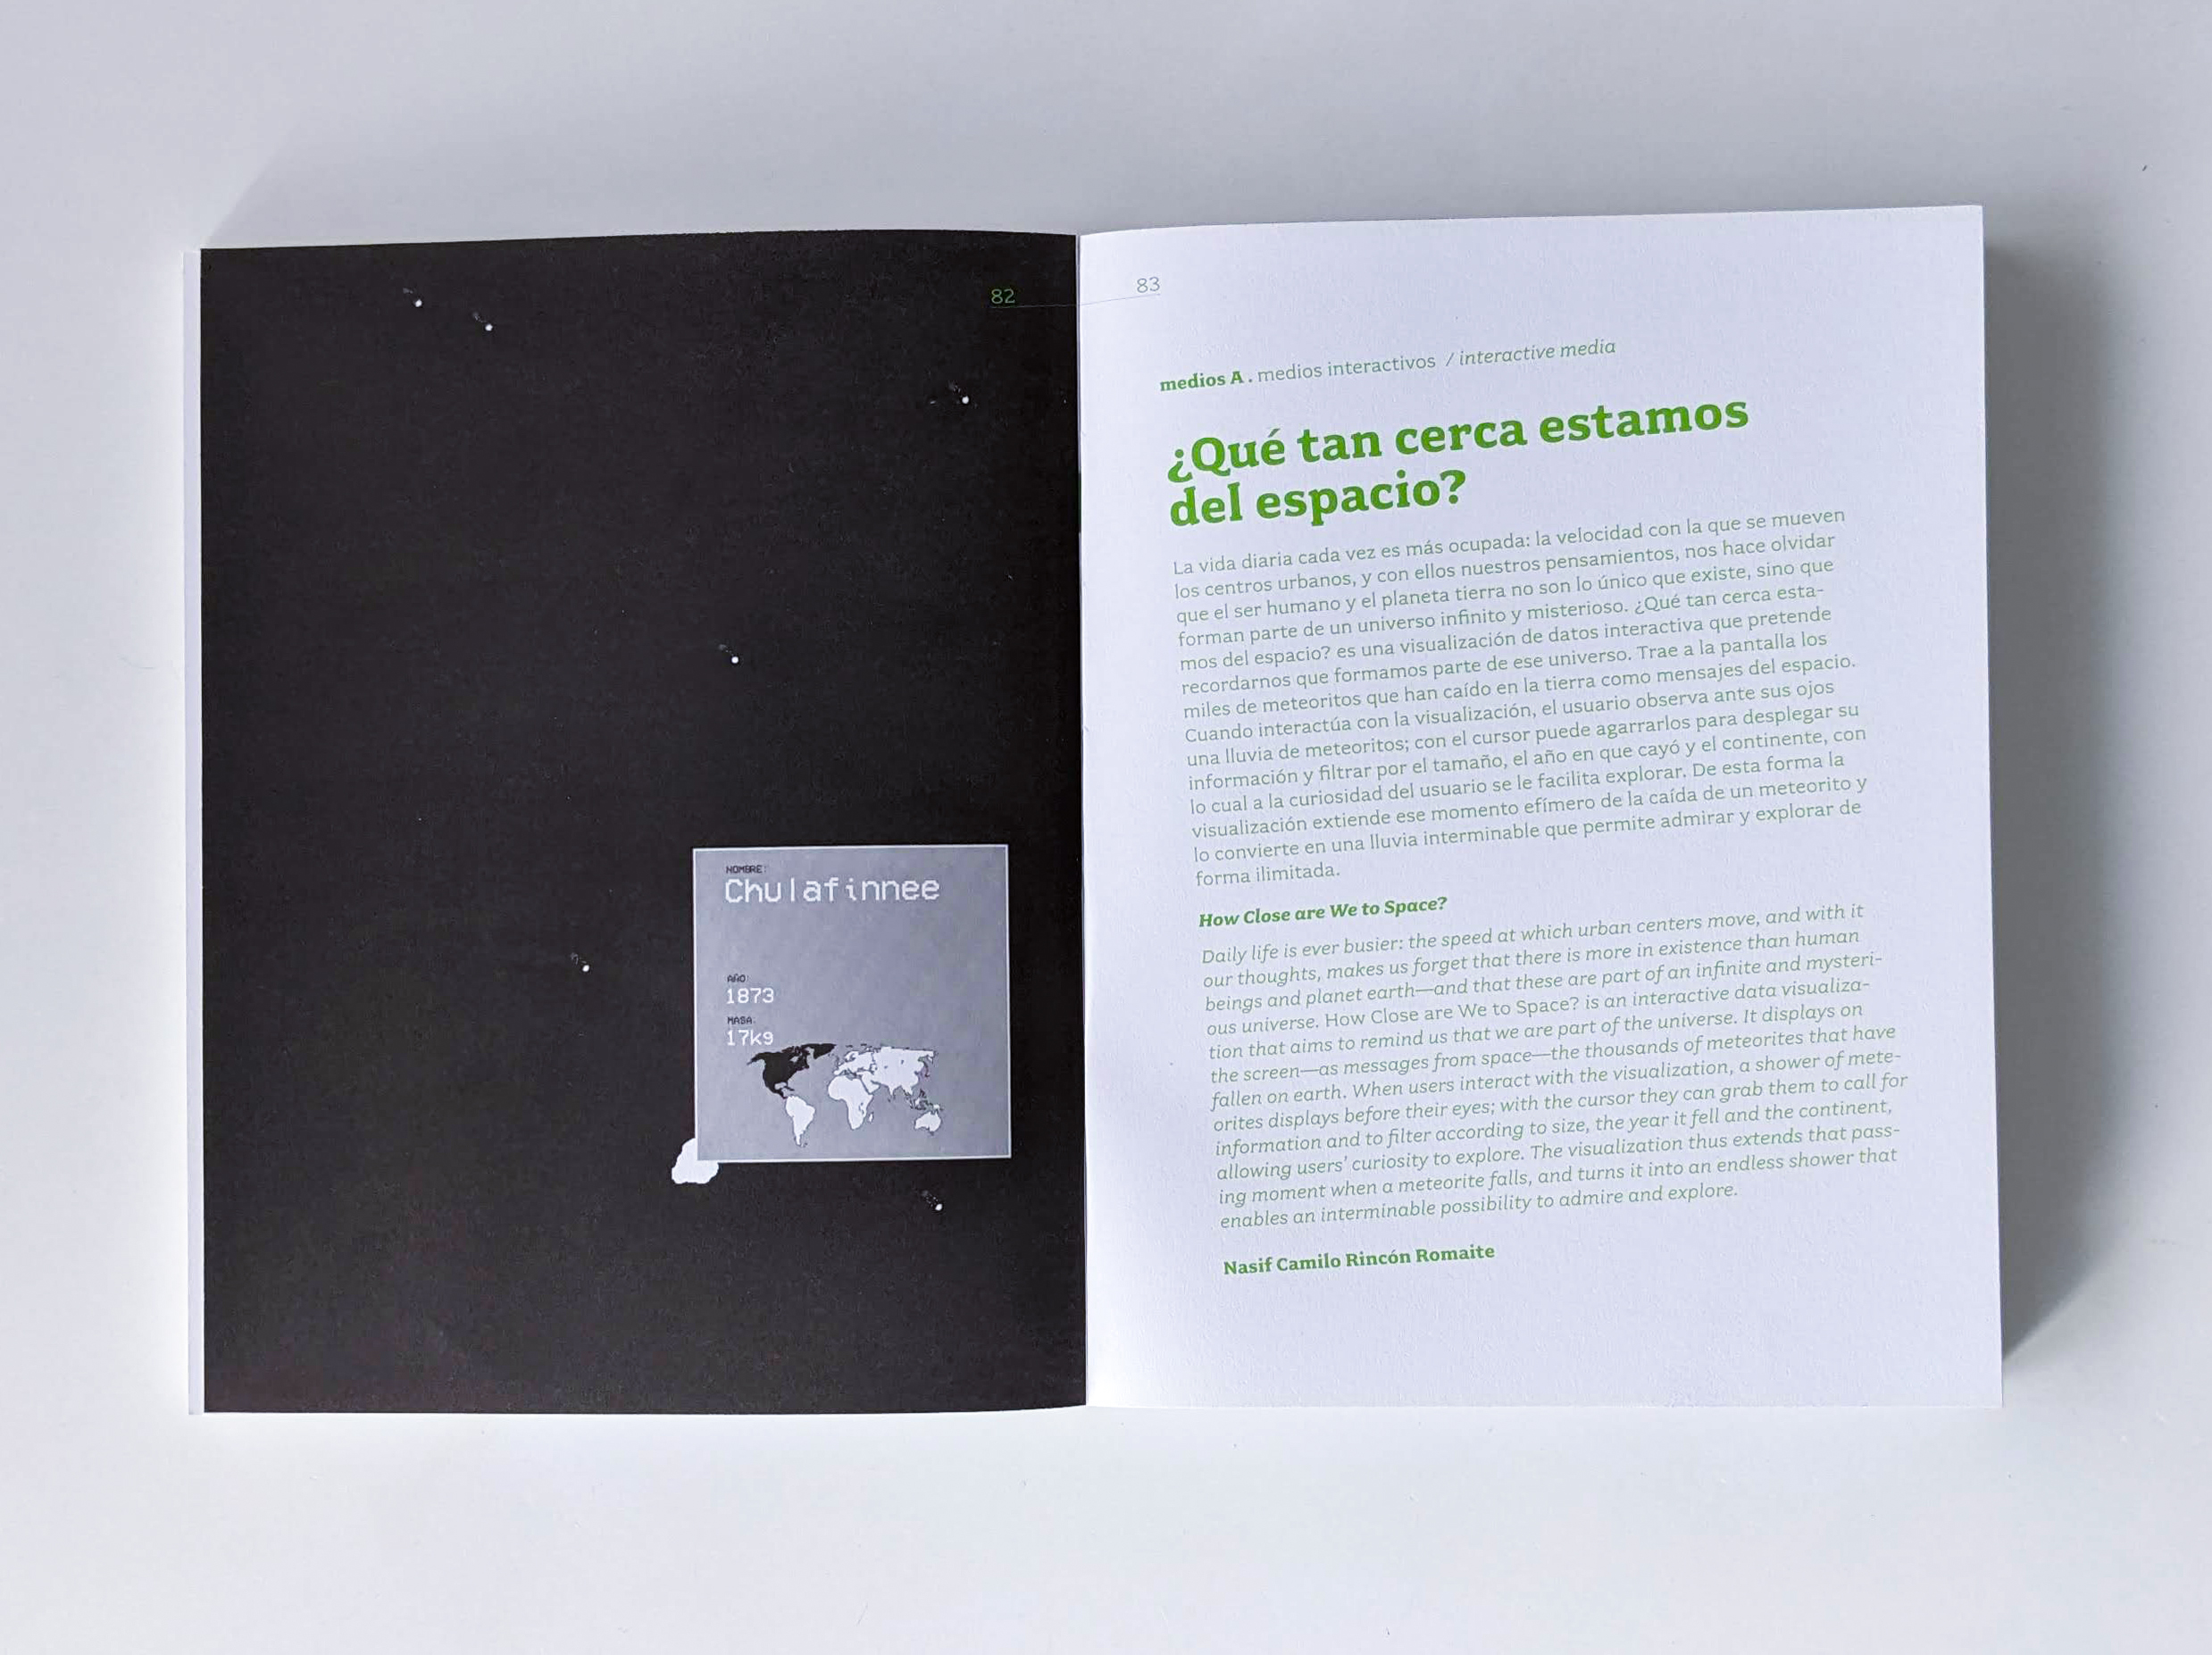 82
NOMBRE:
Chulafinnee
AÑO:
1873
MASA:
17kg
83
medios A. medios interactivos / interactive media
¿Qué tan cerca estamos
del espacio?
La vida diaria cada vez es más ocupada: la velocidad con la que se mueven
los centros urbanos, y con ellos nuestros pensamientos, nos hace olvidar
que el ser humano y el planeta tierra no son lo único que existe, sino que
forman parte de un universo infinito y misterioso. ¿Qué tan cerca esta-
mos del espacio? es una visualización de datos interactiva que pretende
recordarnos que formamos parte de ese universo. Trae a la pantalla los
miles de meteoritos que han caído en la tierra como mensajes del espacio.
Cuando interactúa con la visualización, el usuario observa ante sus ojos
una lluvia de meteoritos; con el cursor puede agarrarlos para desplegar su
información y filtrar por el tamaño, el año en que cayó y el continente, con
lo cual a la curiosidad del usuario se le facilita explorar. De esta forma la
visualización extiende ese momento efímero de la caída de un meteorito y
lo convierte en una lluvia interminable que permite admirar y explorar de
forma ilimitada.
How Close are We to Space?
Daily life is ever busier: the speed at which urban centers move, and with it
our thoughts, makes us forget that there is more in existence than human
beings and planet earth—and that these are part of an infinite and mysteri-
ous universe. How Close are We to Space? is an interactive data visualiza-
tion that aims to remind us that we are part of the universe. It displays on
the screen—as messages from space—the thousands of meteorites that have
fallen on earth. When users interact with the visualization, a shower of mete-
orites displays before their eyes; with the cursor they can grab them to call for
information and to filter according to size, the year it fell and the continent,
allowing users' curiosity to explore. The visualization thus extends that pass-
ing moment when a meteorite falls, and turns it into an endless shower that
enables an interminable possibility to admire and explore.
Nasif Camilo Rincón Romaite